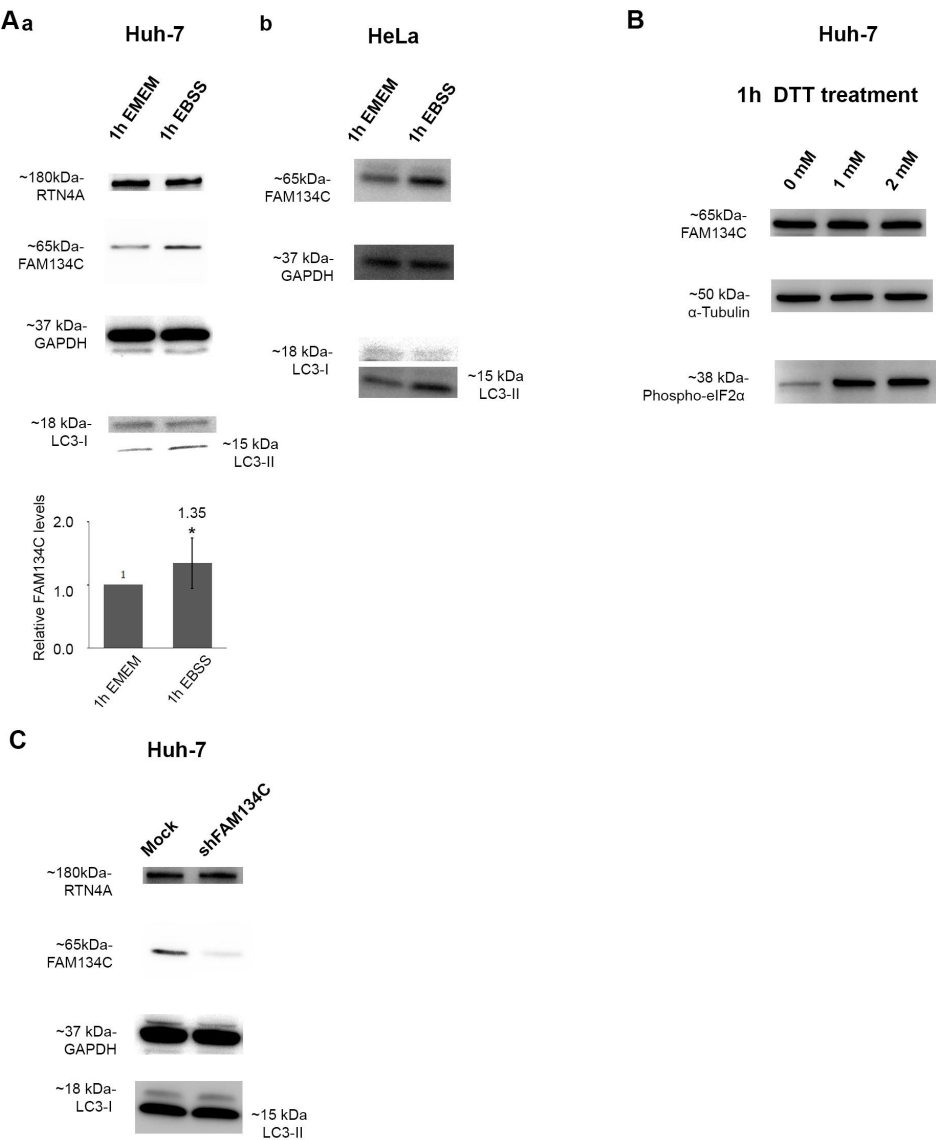 Aa
Huh-7
1h EMEM
1h EBSS
~180kDa-
RTN4A
~65kDa-
FAM134C
~37 kDa-
GAPDH
~18 kDa-
LC3-I
~15 kDa
LC3-II
Relative FAM134C levels
2.0
1.0
0.0
1
1.35
*
1h EMEM
1h EBSS
b
HeLa
1h EMEM
1h EBSS
~65kDa-
FAM134C
~37 kDa-
GAPDH
~18 kDa-
LC3-I
~15 kDa
LC3-II
B
Huh-7
1h DTT treatment
0 mM
1 mM
2 mM
~65kDa-
FAM134C
~50 kDa-
α-Tubulin
~38 kDa-
Phospho-eIF2α
C
Huh-7
Mock
shFAM134C
~180kDa-
RTN4A
~65kDa-
FAM134C
~37 kDa-
GAPDH
~18 kDa-
LC3-I
~15 kDa
LC3-II